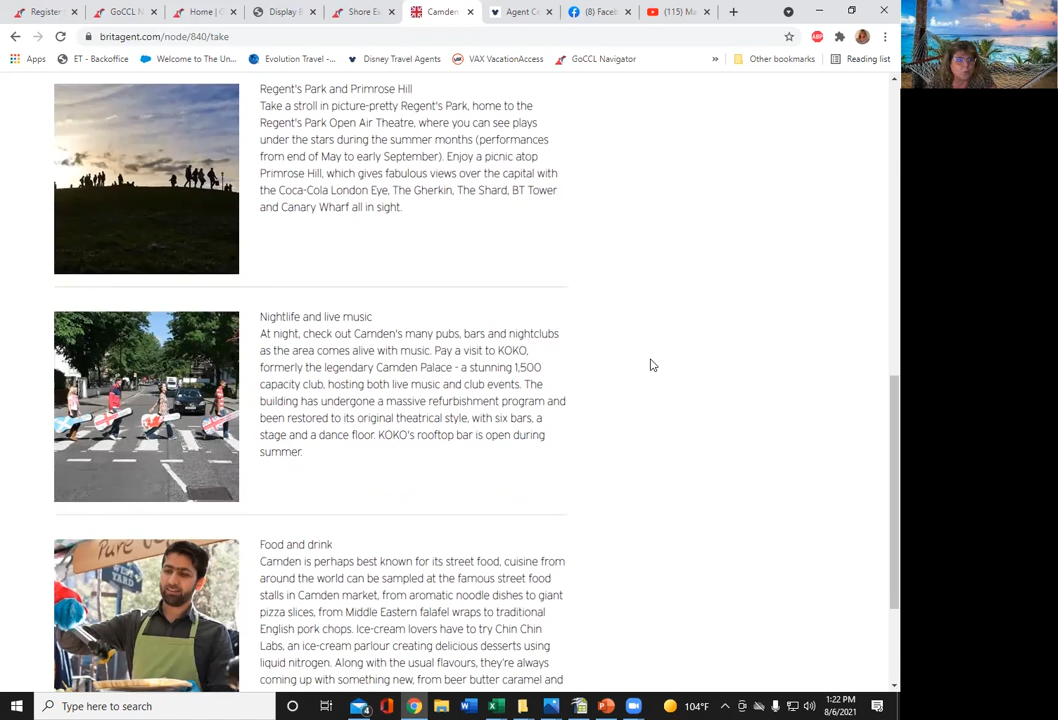 Register
GoCCL N
Home | G
Display B
Shore Ex
Camden
Agent Ce
(8) Faceb
(115) Ma
britagent.com/node/840/take
ABP
Apps
ET - Backoffice
Welcome to The Un...
Evolution Travel -...
Disney Travel Agents
VAX VacationAccess
GoCCL Navigator
»
Other bookmarks
Reading list
Regent's Park and Primrose Hill
Take a stroll in picture-pretty Regent's Park, home to the
Regent's Park Open Air Theatre, where you can see plays
under the stars during the summer months (performances
from end of May to early September). Enjoy a picnic atop
Primrose Hill, which gives fabulous views over the capital with
the Coca-Cola London Eye, The Gherkin, The Shard, BT Tower
and Canary Wharf all in sight.
Nightlife and live music
At night, check out Camden's many pubs, bars and nightclubs
as the area comes alive with music. Pay a visit to KOKO,
formerly the legendary Camden Palace - a stunning 1,500
capacity club, hosting both live music and club events. The
building has undergone a massive refurbishment program and
been restored to its original theatrical style, with six bars, a
stage and a dance floor. KOKO's rooftop bar is open during
summer.
Food and drink
Camden is perhaps best known for its street food, cuisine from
around the world can be sampled at the famous street food
stalls in Camden market, from aromatic noodle dishes to giant
pizza slices, from Middle Eastern falafel wraps to traditional
English pork chops. Ice-cream lovers have to try Chin Chin
Labs, an ice-cream parlour creating delicious desserts using
liquid nitrogen. Along with the usual flavours, they're always
coming up with something new, from beer butter caramel and
WEST
YARD
Type here to search
4
104°F
1:22 PM
8/6/2021